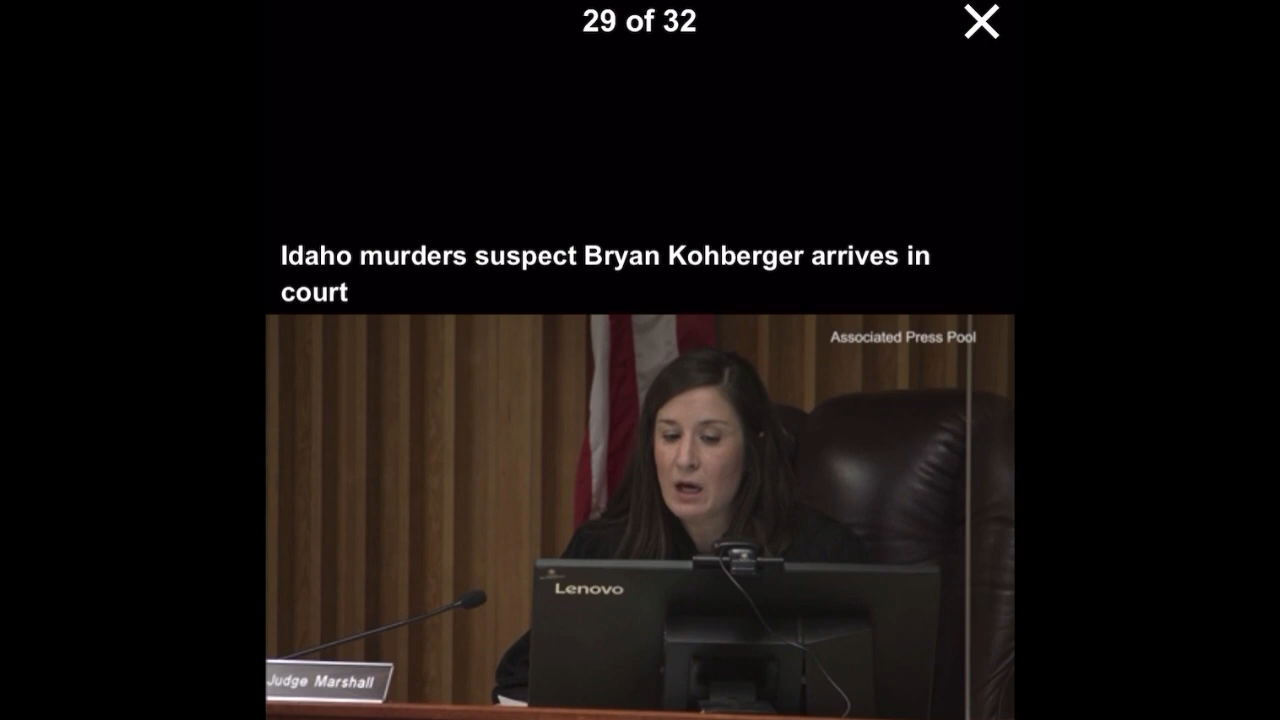 29 of 32
Idaho murders suspect Bryan Kohberger arrives in
court
Associated Press Pool
Lenovo
Judge Marshall